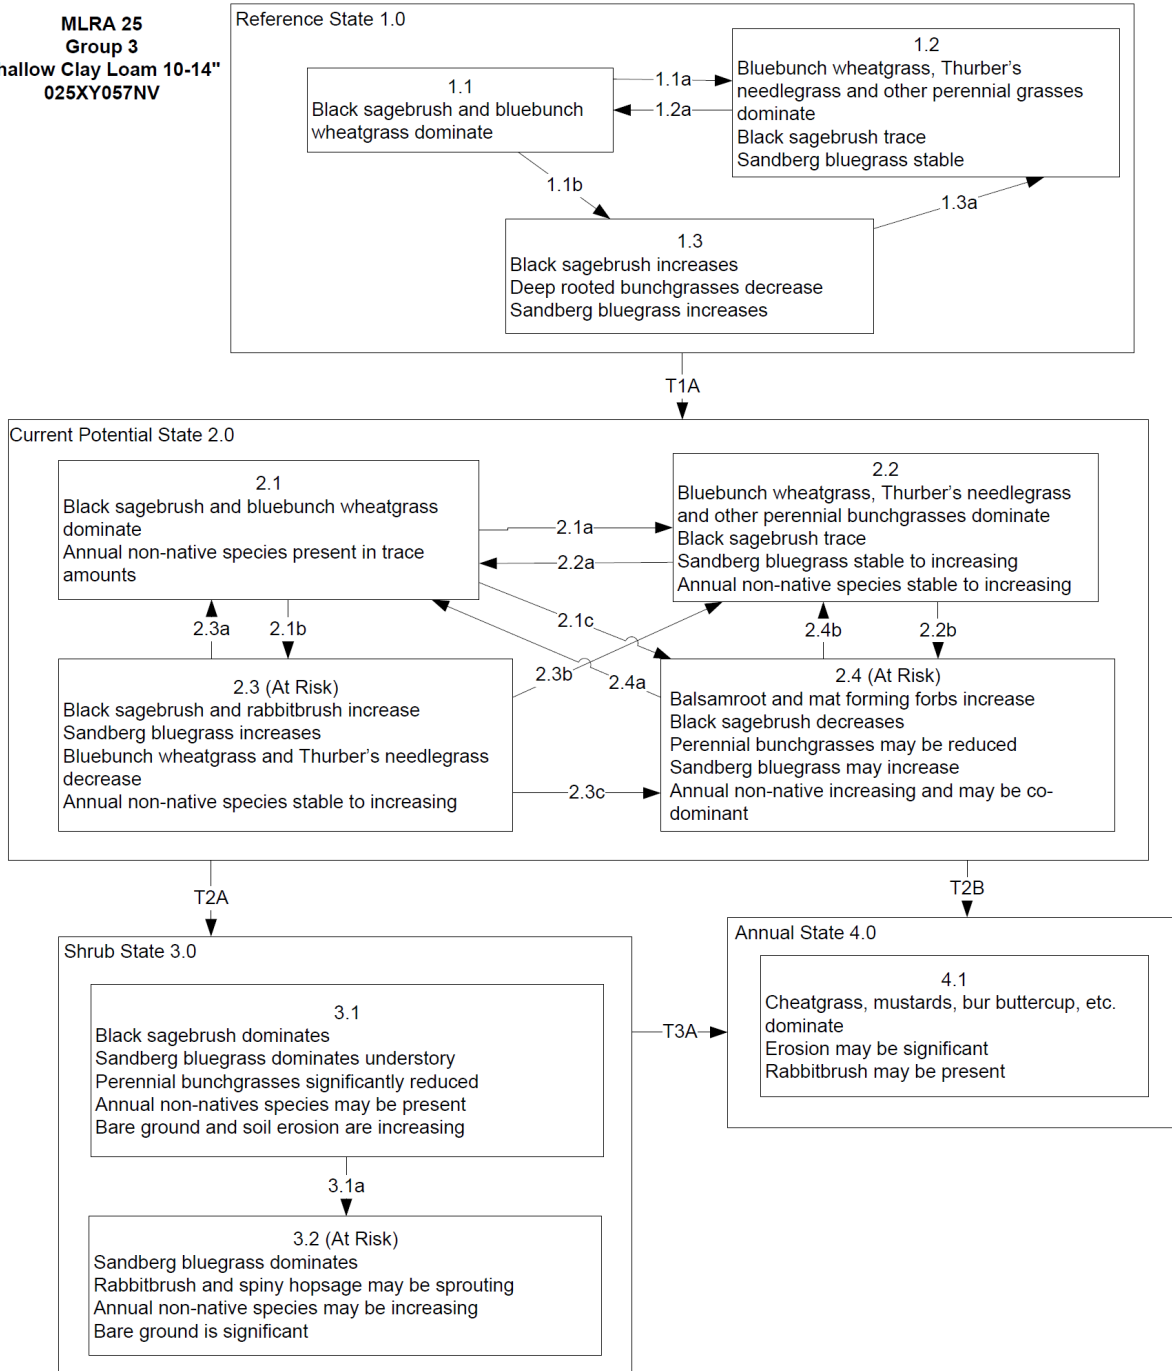 MLRA 25
Group 3
hallow Clay Loam 10-14"
025XY057NV
Reference State 1.0
1.1
Black sagebrush and bluebunch
wheatgrass dominate
1.1a
1.2a
1.2
Bluebunch wheatgrass, Thurber's
needlegrass and other perennial grasses
dominate
Black sagebrush trace
Sandberg bluegrass stable
1.1b
1.3a
1.3
Black sagebrush increases
Deep rooted bunchgrasses decrease
Sandberg bluegrass increases
T1A
Current Potential State 2.0
2.1
Black sagebrush and bluebunch wheatgrass
dominate
Annual non-native species present in trace
amounts
2.1a
2.2a
2.2
Bluebunch wheatgrass, Thurber's needlegrass
and other perennial bunchgrasses dominate
Black sagebrush trace
Sandberg bluegrass stable to increasing
Annual non-native species stable to increasing
2.3a
2.1b
2.1c
2.3b
2.4a
2.4b
2.2b
2.3 (At Risk)
Black sagebrush and rabbitbrush increase
Sandberg bluegrass increases
Bluebunch wheatgrass and Thurber's needlegrass
decrease
Annual non-native species stable to increasing
2.3c
2.4 (At Risk)
Balsamroot and mat forming forbs increase
Black sagebrush decreases
Perennial bunchgrasses may be reduced
Sandberg bluegrass may increase
Annual non-native increasing and may be co-
dominant
T2A
T2B
Shrub State 3.0
3.1
Black sagebrush dominates
Sandberg bluegrass dominates understory
Perennial bunchgrasses significantly reduced
Annual non-natives species may be present
Bare ground and soil erosion are increasing
3.1a
3.2 (At Risk)
Sandberg bluegrass dominates
Rabbitbrush and spiny hopsage may be sprouting
Annual non-native species may be increasing
Bare ground is significant
T3A
Annual State 4.0
4.1
Cheatgrass, mustards, bur buttercup, etc.
dominate
Erosion may be significant
Rabbitbrush may be present